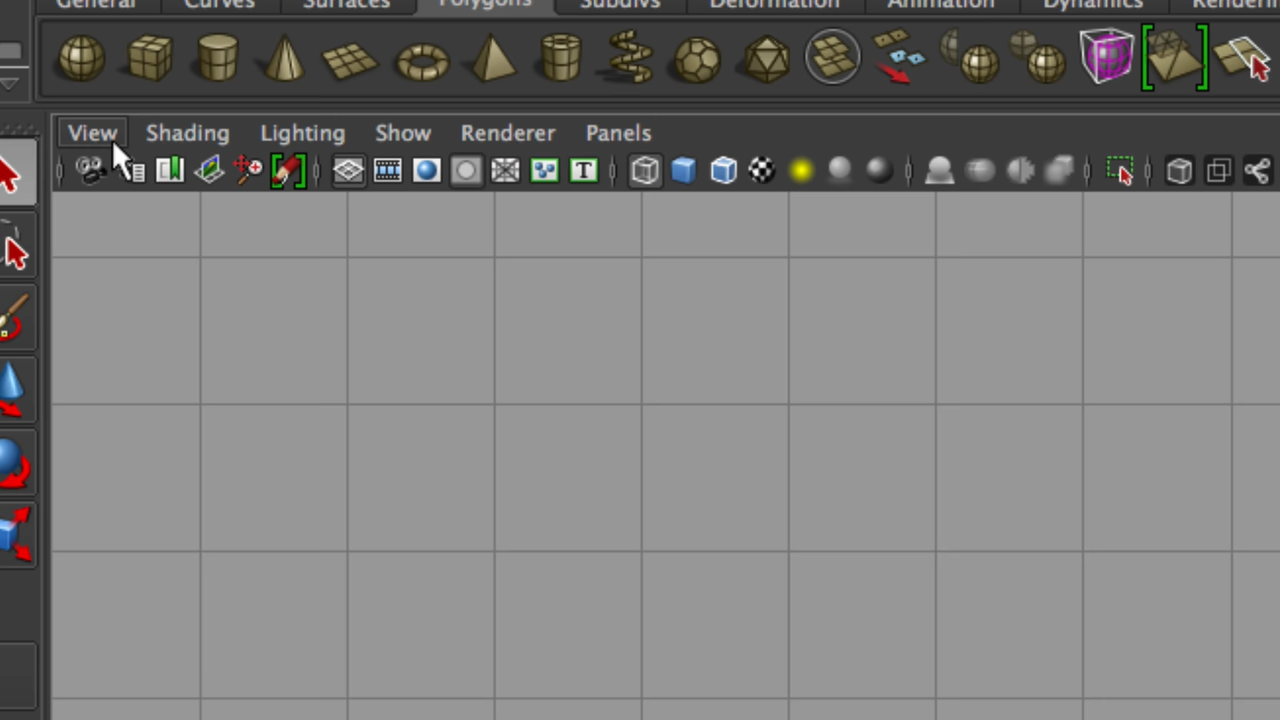 General Curves Surfaces Polygons Subdivs Deformation Animation Dynamics
View Shading Lighting Show Renderer Panels
T